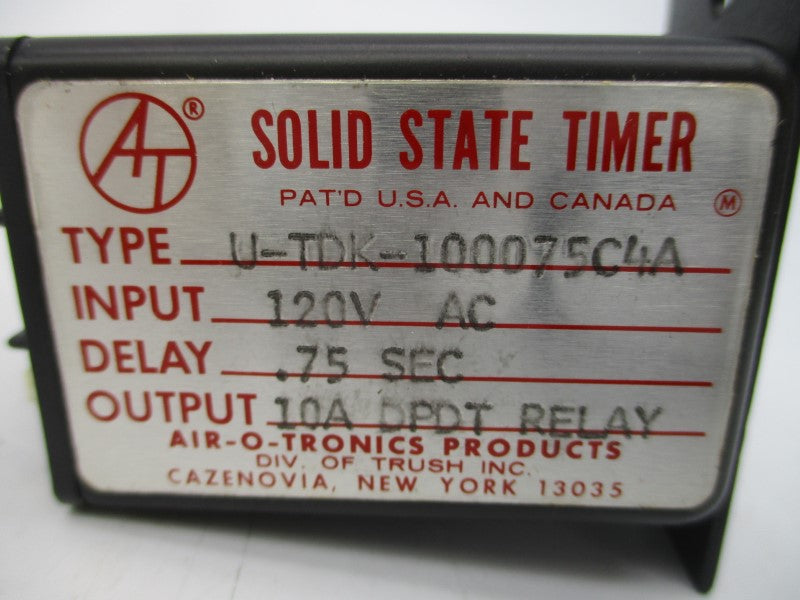 AT ® SOLID STATE TIMER
PAT'D U.S.A. AND CANADA M
TYPE U-TDK-100075C4A
INPUT 120V AC
DELAY .75 SEC
OUTPUT 10A DPDT RELAY
AIR-O-TRONICS PRODUCTS
DIV. OF TRUSH INC.
CAZENOVIA, NEW YORK 13035